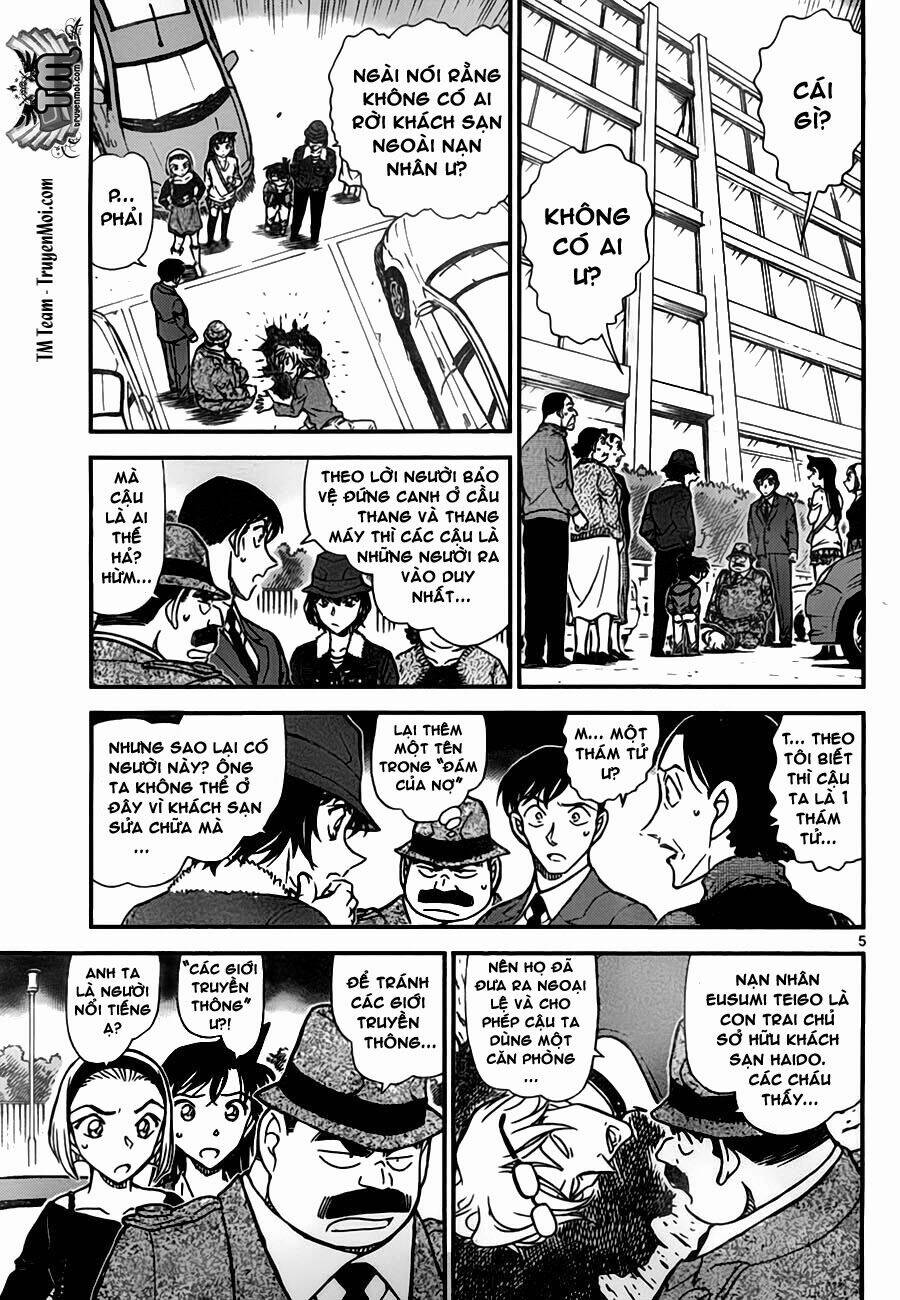 CÁI
GÌ?
KHÔNG
CÓ AI
Ư?
NGÀI NÓI RẰNG
KHÔNG CÓ AI
RỜI KHÁCH SẠN
NGOÀI NẠN
NHÂN Ư?
P...
PHẢI
THEO LỜI NGƯỜI BẢO
VỆ ĐỨNG CANH Ở CẦU
THANG VÀ THANG
MÁY THÌ CÁC CẬU LÀ
NHỮNG NGƯỜI RA
VÀO DUY
NHẤT...
MÀ
CẬU
LÀ AI
THẾ
HẢ?
HỪM...
T... THEO
TÔI BIẾT
THÌ CẬU
TA LÀ 1
THÁM
TỬ...
M... MỘT
THÁM TỬ
Ư?
LẠI THÊM
MỘT TÊN
TRONG "ĐÁM
CỦA NỢ"
NHƯNG SAO LẠI CÓ
NGƯỜI NÀY? ÔNG
TA KHÔNG THỂ Ở
ĐÂY VÌ KHÁCH SẠN
SỬA CHỮA MÀ
...
5
NẠN NHÂN
EUSUMI TEIGO LÀ
CON TRAI CHỦ
SỞ HỮU KHÁCH
SẠN HAIDO.
CÁC CHÁU
THẤY...
NÊN HỌ ĐÃ
ĐƯA RA NGOẠI
LỆ VÀ CHO
PHÉP CẬU TA
DÙNG MỘT
CĂN PHÒNG
...
ĐỂ TRÁNH
CÁC GIỚI
TRUYỀN
THÔNG...
"CÁC GIỚI
TRUYỀN
THÔNG"
Ư?!
ANH TA
LÀ NGƯỜI
NỔI TIẾNG
Ạ?
TM
truyenmoi.com
TM Team - TruyenMoi.com